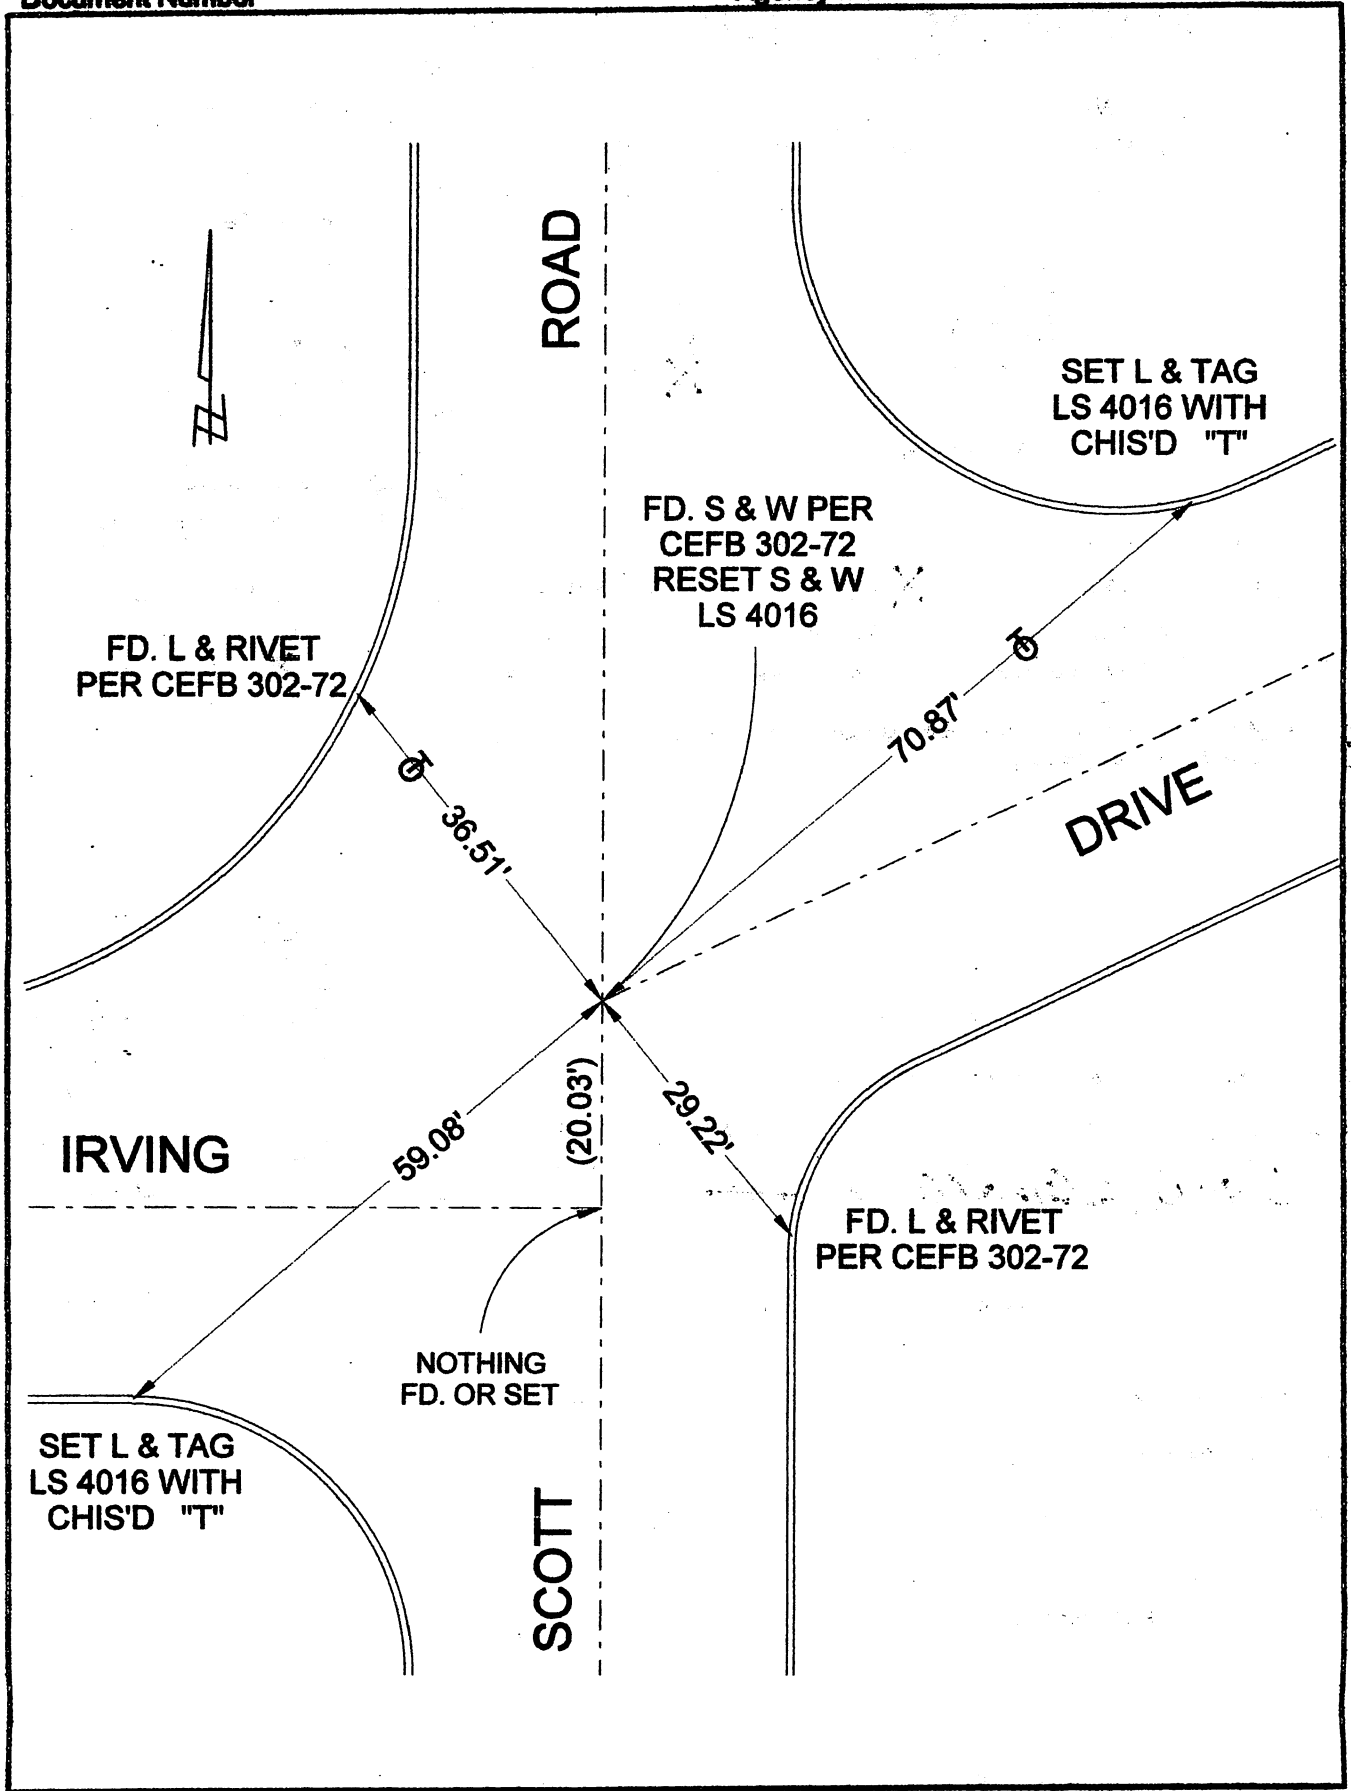 Document Number
ROAD
SET L & TAG
LS 4016 WITH
CHIS'D "T"
FD. S & W PER
CEFB 302-72
RESET S & W
LS 4016
FD. L & RIVET
PER CEFB 302-72
70.87'
DRIVE
36.51'
(20.03')
29.22'
59.08'
IRVING
FD. L & RIVET
PER CEFB 302-72
NOTHING
FD. OR SET
SET L & TAG
LS 4016 WITH
CHIS'D "T"
SCOTT